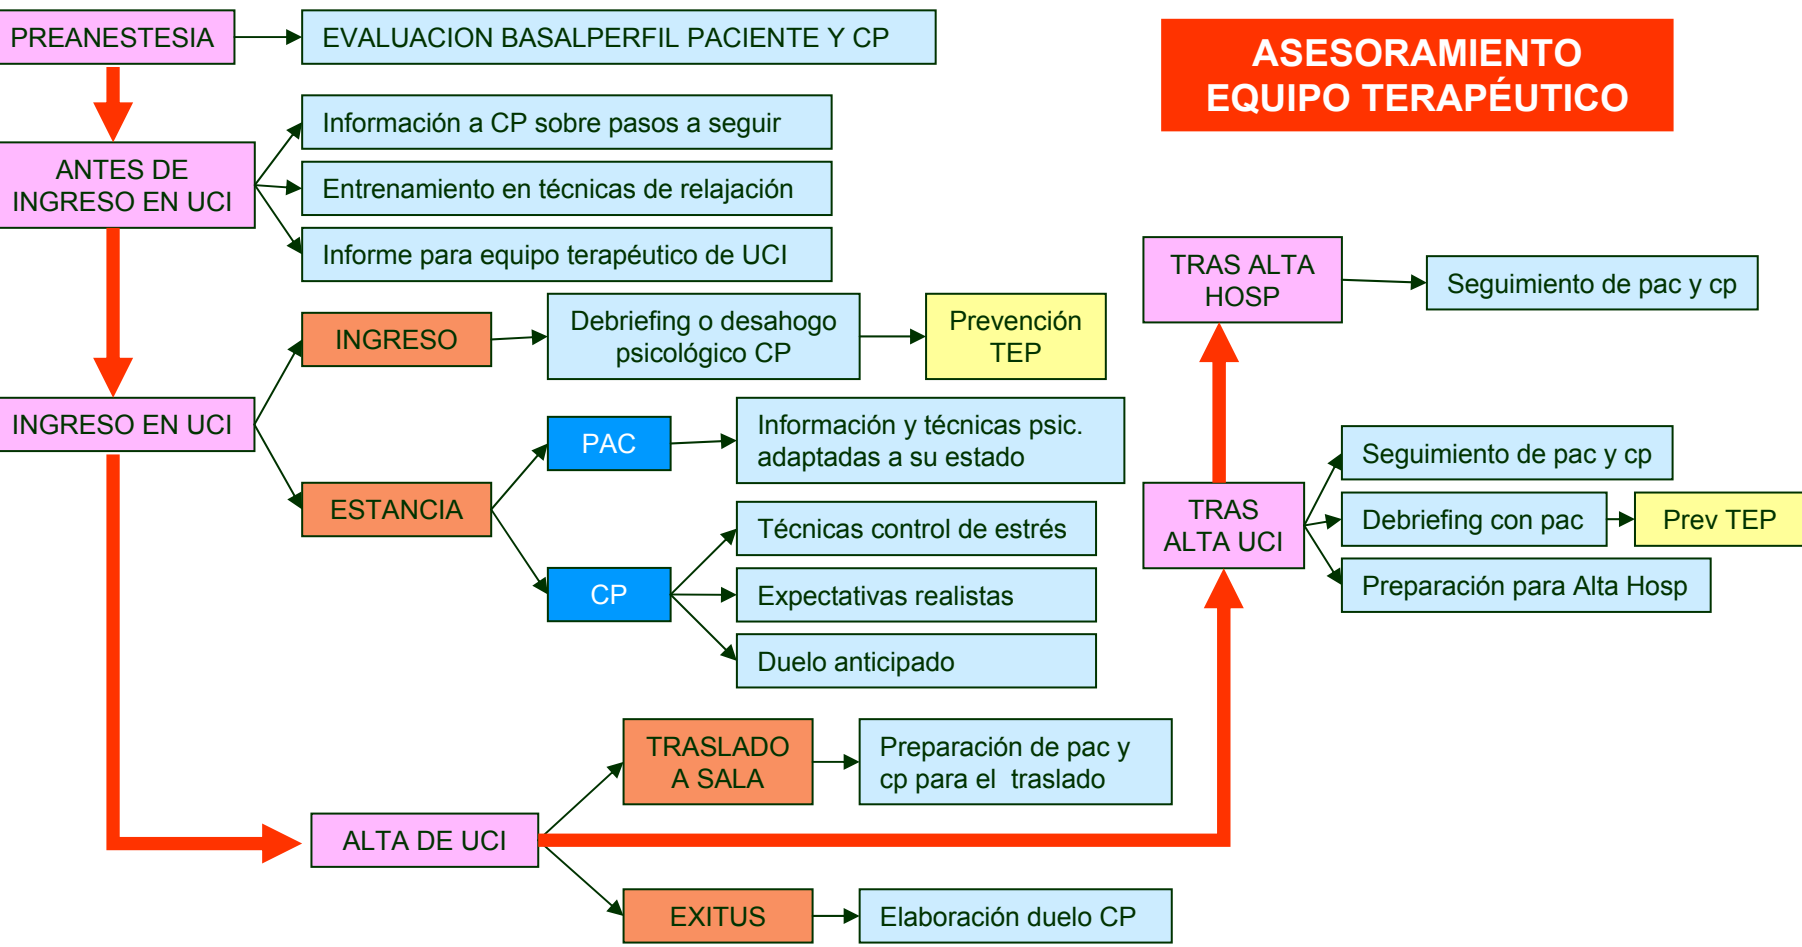 PREANESTESIA
EVALUACION BASALPERFIL PACIENTE Y CP
ASESORAMIENTO
EQUIPO TERAPÉUTICO
ANTES DE
INGRESO EN UCI
Información a CP sobre pasos a seguir
Entrenamiento en técnicas de relajación
Informe para equipo terapéutico de UCI
INGRESO EN UCI
INGRESO
Debriefing o desahogo
psicológico CP
Prevención
TEP
ESTANCIA
PAC
Información y técnicas psic.
adaptadas a su estado
CP
Técnicas control de estrés
Expectativas realistas
Duelo anticipado
ALTA DE UCI
TRASLADO
A SALA
Preparación de pac y
cp para el  traslado
EXITUS
Elaboración duelo CP
TRAS ALTA
HOSP
Seguimiento de pac y cp
TRAS
ALTA UCI
Seguimiento de pac y cp
Debriefing con pac
Prev TEP
Preparación para Alta Hosp